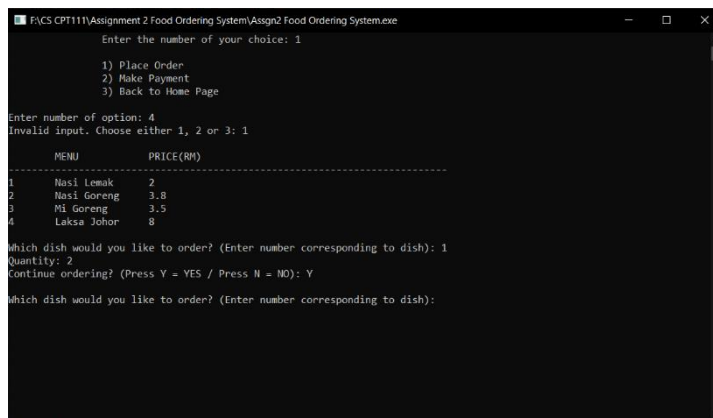 F:\CS CPT111\Assignment 2 Food Ordering System\Assgn2 Food Ordering System.exe
Enter the number of your choice: 1
1) Place Order
2) Make Payment
3) Back to Home Page
Enter number of option: 4
Invalid input. Choose either 1, 2 or 3: 1
MENU PRICE(RM)
--------------------------------------------------------------------------------
1 Nasi Lemak 2
2 Nasi Goreng 3.8
3 Mi Goreng 3.5
4 Laksa Johor 8
Which dish would you like to order? (Enter number corresponding to dish): 1
Quantity: 2
Continue ordering? (Press Y = YES / Press N = NO): Y
Which dish would you like to order? (Enter number corresponding to dish):